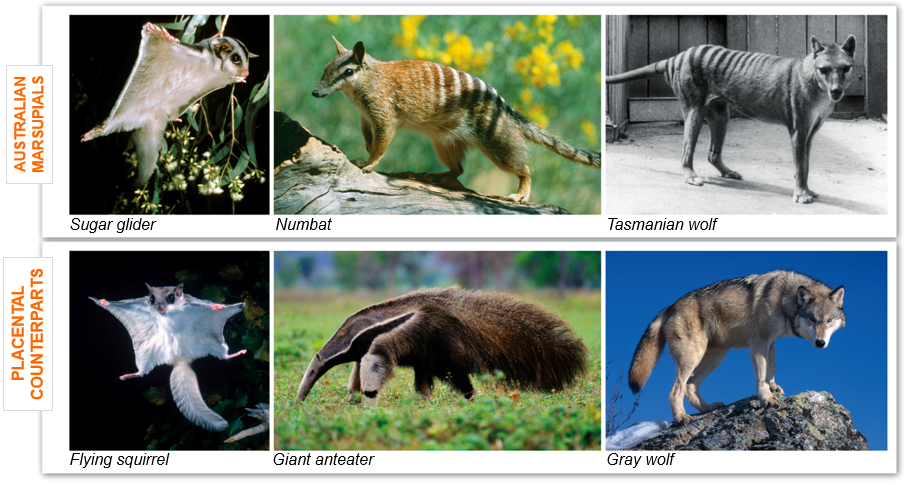 AUSTRALIAN
MARSUPIALS
Sugar glider
Numbat
Tasmanian wolf
PLACENTAL
COUNTERPARTS
Flying squirrel
Giant anteater
Gray wolf